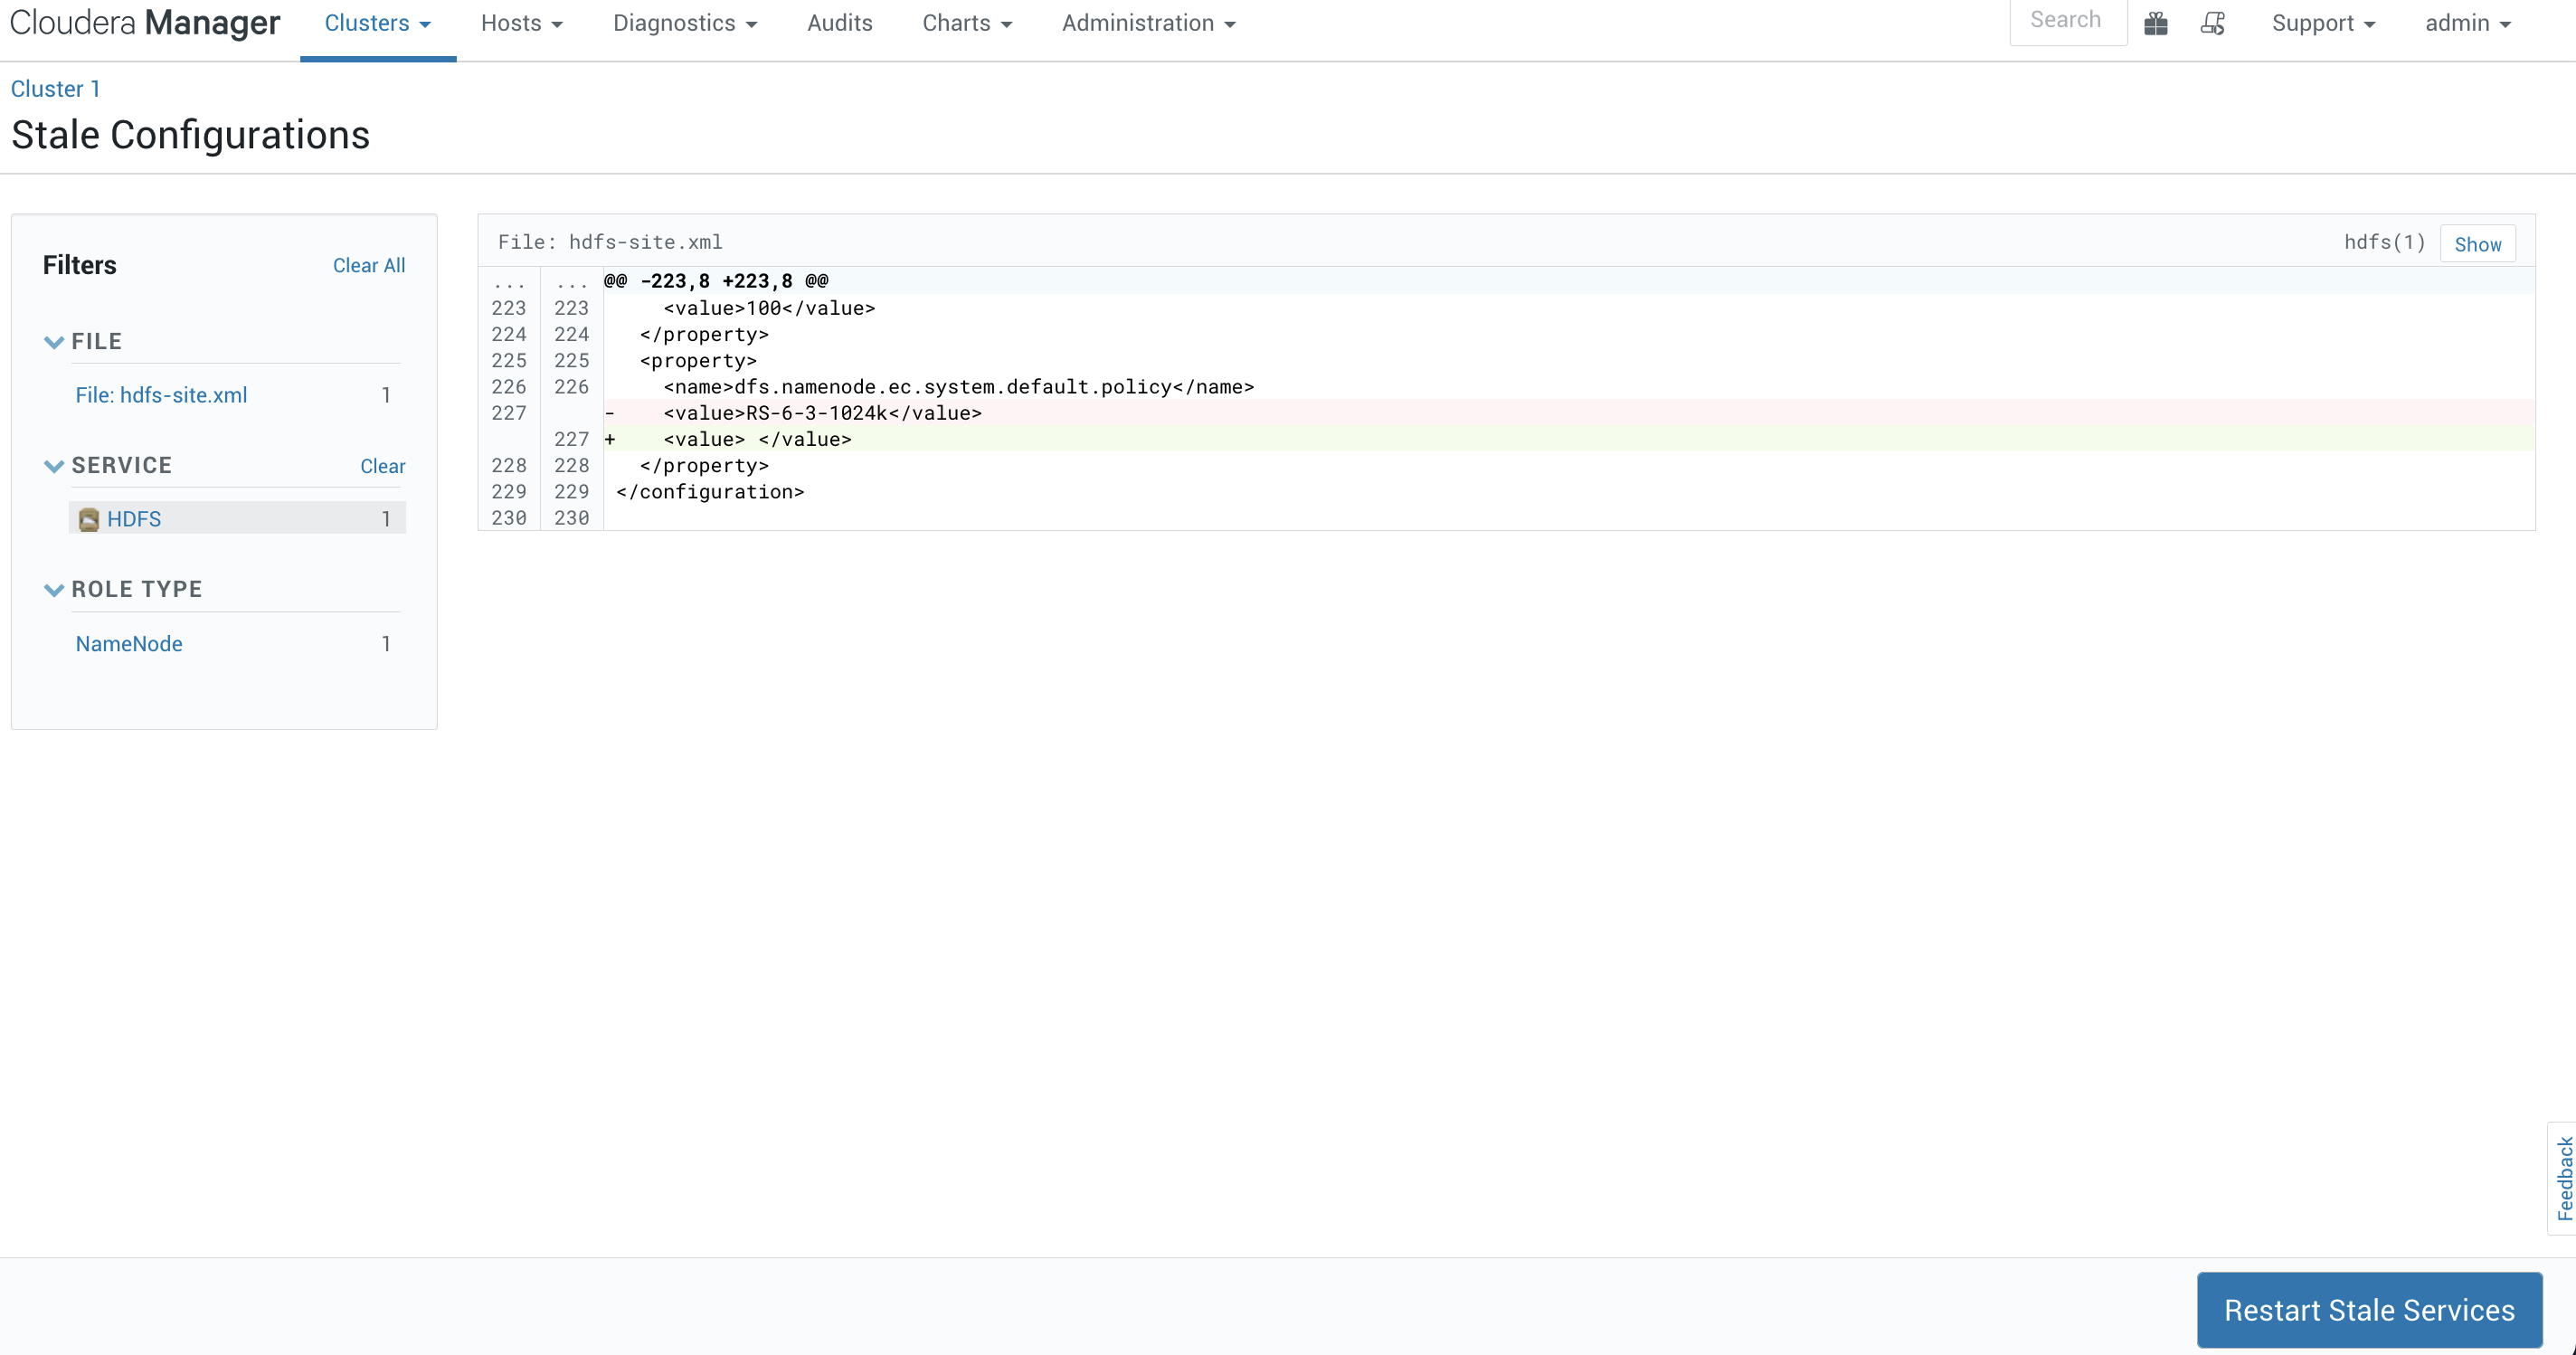 Cloudera Manager Clusters Hosts Diagnostics Audits Charts Administration Search Support admin
Cluster 1
Stale Configurations
Filters Clear All
FILE
File: hdfs-site.xml 1
SERVICE Clear
HDFS 1
ROLE TYPE
NameNode 1
File: hdfs-site.xml hdfs(1) Show
... ... @@ -223,8 +223,8 @@
223 223 <value>100</value>
224 224 </property>
225 225 <property>
226 226 <name>dfs.namenode.ec.system.default.policy</name>
227 - <value>RS-6-3-1024k</value>
227 + <value> </value>
228 228 </property>
229 229 </configuration>
230 230
Feedback
Restart Stale Services